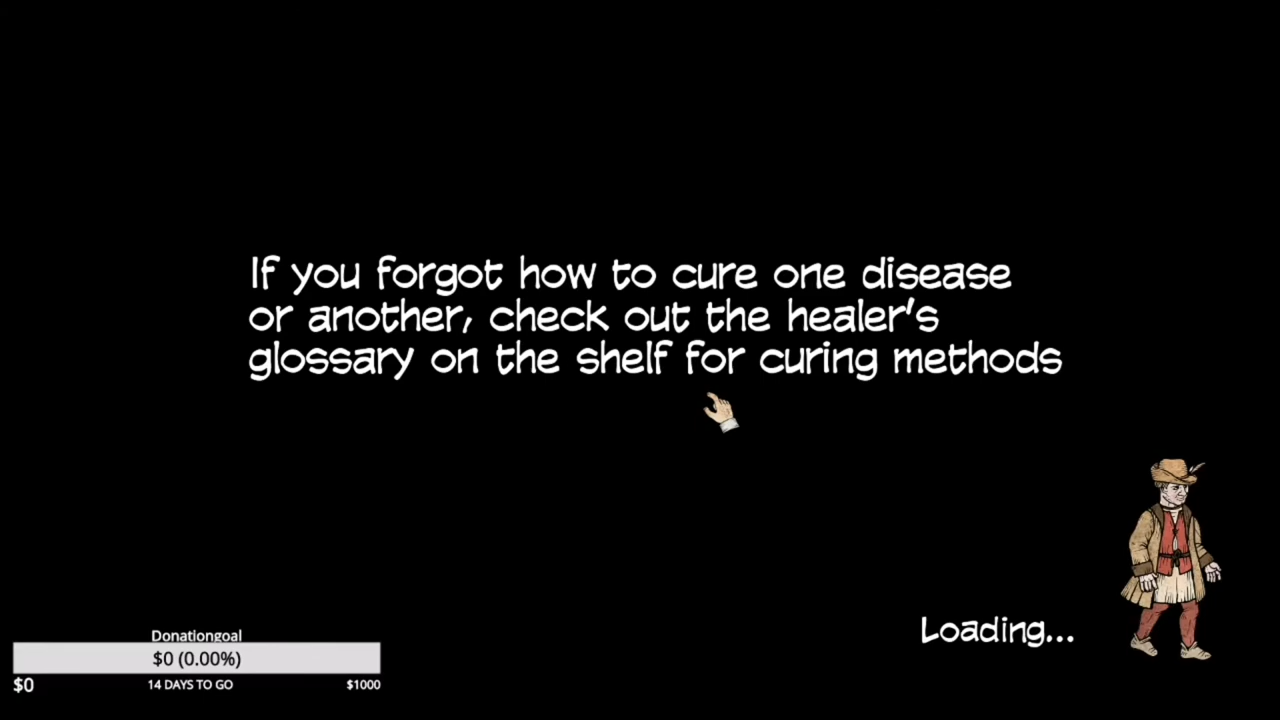 If you forgot how to cure one disease
or another, check out the healer's
glossary on the shelf for curing methods
Loading...
Donationgoal
$0 (0.00%)
$0 14 DAYS TO GO $1000